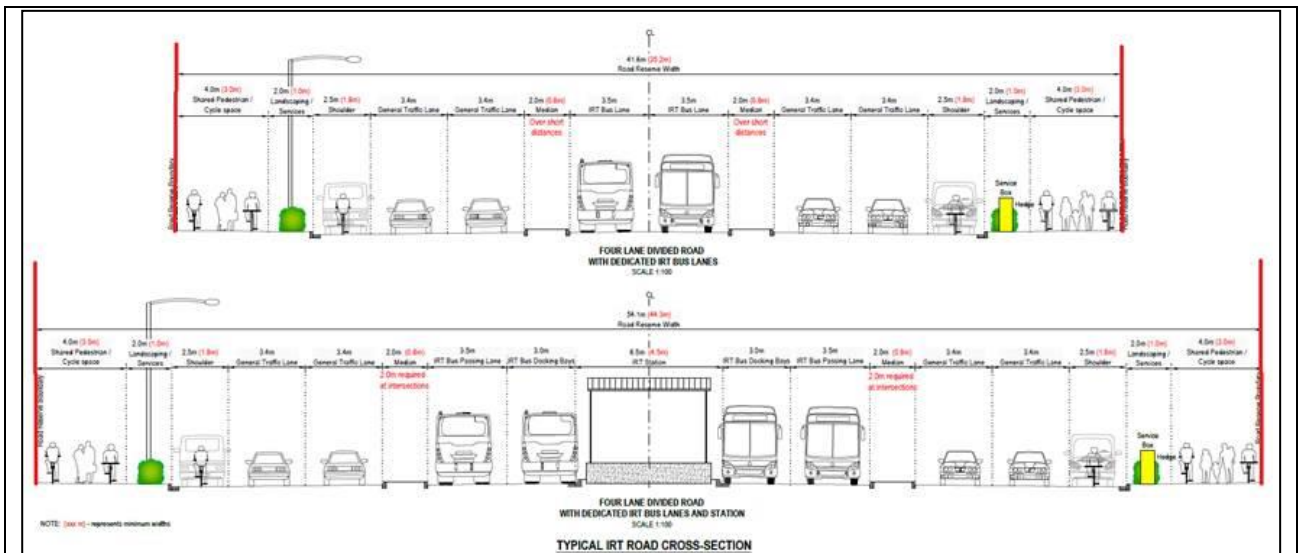 CL
41.6m (35.2m)
Road Reserve Width
4.0m (3.0m)
Shared Pedestrian /
Cycle space
2.0m (1.0m)
Landscaping /
Services
2.5m (1.8m)
Shoulder
3.4m
General Traffic Lane
3.4m
General Traffic Lane
2.0m (0.8m)
Median
Over short
distances
3.5m
IRT Bus Lane
3.5m
IRT Bus Lane
2.0m (0.8m)
Median
Over short
distances
3.4m
General Traffic Lane
3.4m
General Traffic Lane
2.5m (1.8m)
Shoulder
2.0m (1.0m)
Landscaping /
Services
4.0m (3.0m)
Shared Pedestrian /
Cycle space
Road Reserve Boundary
Service
Box
Hedge
FOUR LANE DIVIDED ROAD
WITH DEDICATED IRT BUS LANES
SCALE 1:100
CL
54.1m (44.3m)
Road Reserve Width
4.0m (3.0m)
Shared Pedestrian /
Cycle space
2.0m (1.0m)
Landscaping /
Services
2.5m (1.8m)
Shoulder
3.4m
General Traffic Lane
3.4m
General Traffic Lane
2.0m (0.8m)
Median
2.0m required
at intersections
3.5m
IRT Bus Passing Lane
3.0m
IRT Bus Docking Bays
IRT Station
3.0m
IRT Bus Docking Bays
3.5m
IRT Bus Passing Lane
2.0m (0.8m)
Median
2.0m required
at intersections
3.4m
General Traffic Lane
3.4m
General Traffic Lane
2.5m (1.8m)
Shoulder
2.0m (1.0m)
Landscaping /
Services
4.0m (3.0m)
Shared Pedestrian /
Cycle space
Road Reserve Boundary
Service
Box
Hedge
Road Reserve Boundary
FOUR LANE DIVIDED ROAD
WITH DEDICATED IRT BUS LANES AND STATION
SCALE 1:100
NOTE: (xxx m) - represents minimum widths
TYPICAL IRT ROAD CROSS-SECTION